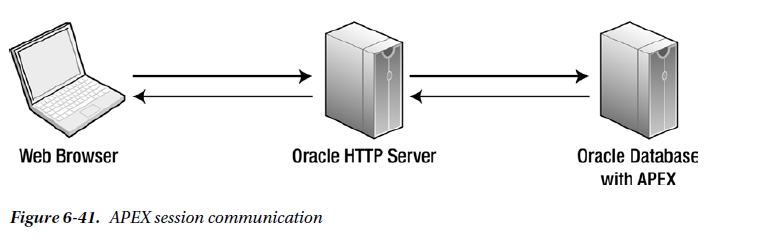 Web Browser
Oracle HTTP Server
Oracle Database
with APEX
Figure 6-41. APEX session communication